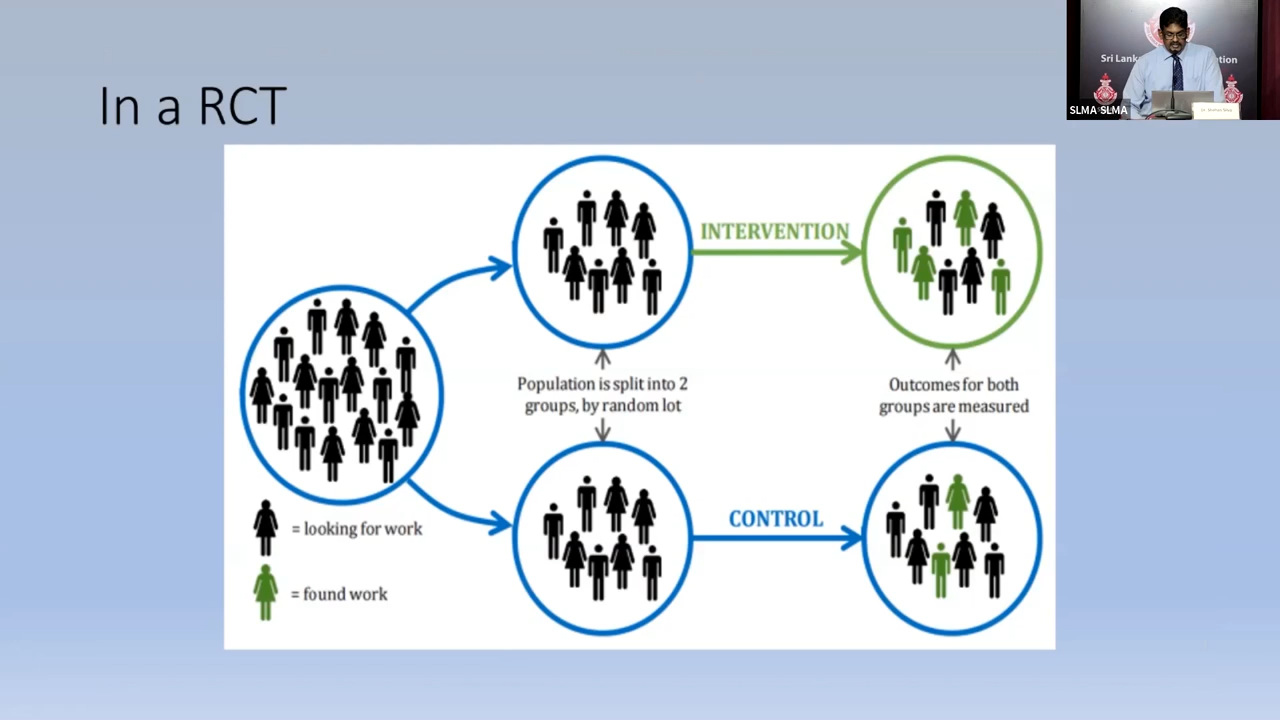 In a RCT
Sri Lank
tion
SLMA SLMA
INTERVENTION
Population is split into 2
groups, by random lot
Outcomes for both
groups are measured
CONTROL
= looking for work
= found work